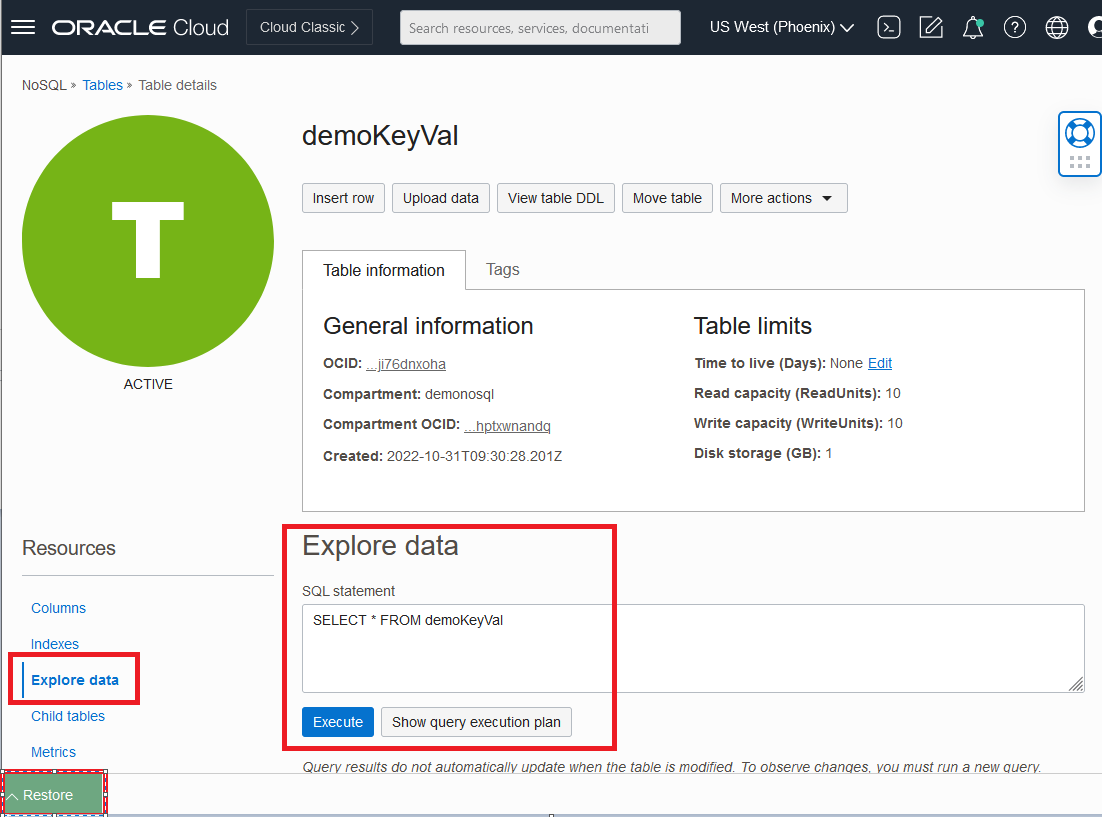 ORACLE Cloud
Cloud Classic
Search resources, services, documentati
US West (Phoenix)
NoSQL » Tables » Table details
T
ACTIVE
demoKeyVal
Insert row
Upload data
View table DDL
Move table
More actions
Table information
Tags
General information
OCID: ...ji76dnxoha
Compartment: demonosql
Compartment OCID: ...hptxwnandq
Created: 2022-10-31T09:30:28.201Z
Table limits
Time to live (Days): None Edit
Read capacity (ReadUnits): 10
Write capacity (WriteUnits): 10
Disk storage (GB): 1
Resources
Columns
Indexes
Explore data
Child tables
Metrics
Restore
Explore data
SQL statement
SELECT * FROM demoKeyVal
Execute
Show query execution plan
Query results do not automatically update when the table is modified. To observe changes, you must run a new query.